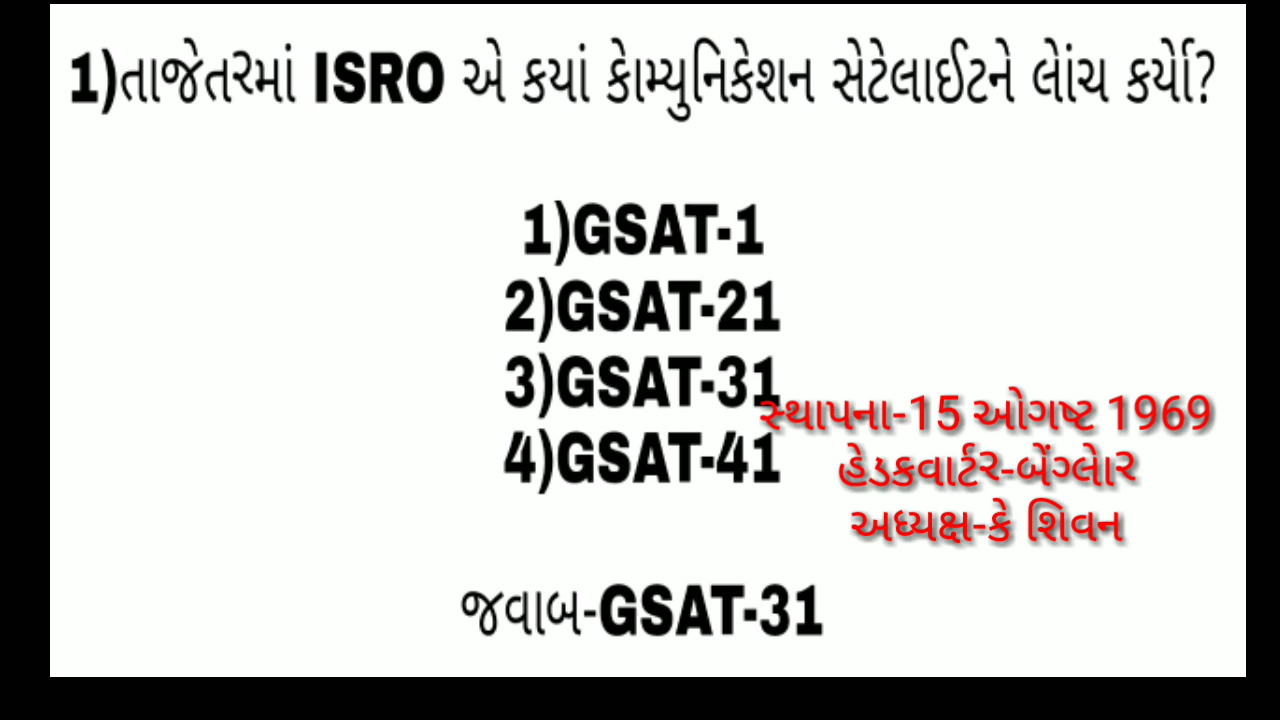 1)તાજેતરમાં ISRO એ કયાં કોમ્યુનિકેશન સેટેલાઈટને લોંચ કર્યો?
1)GSAT-1
2)GSAT-21
3)GSAT-31
4)GSAT-41
સ્થાપના-15 ઓગષ્ટ 1969
હેડકવાર્ટર-બેંગ્લોર
અધ્યક્ષ-કે શિવન
જવાબ-GSAT-31